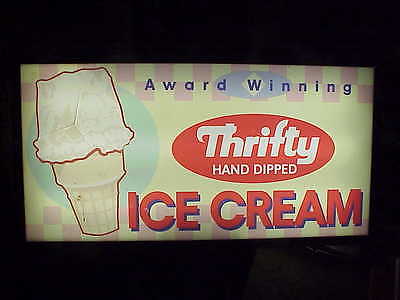 Award Winning
Thrifty
HAND DIPPED
ICE CREAM